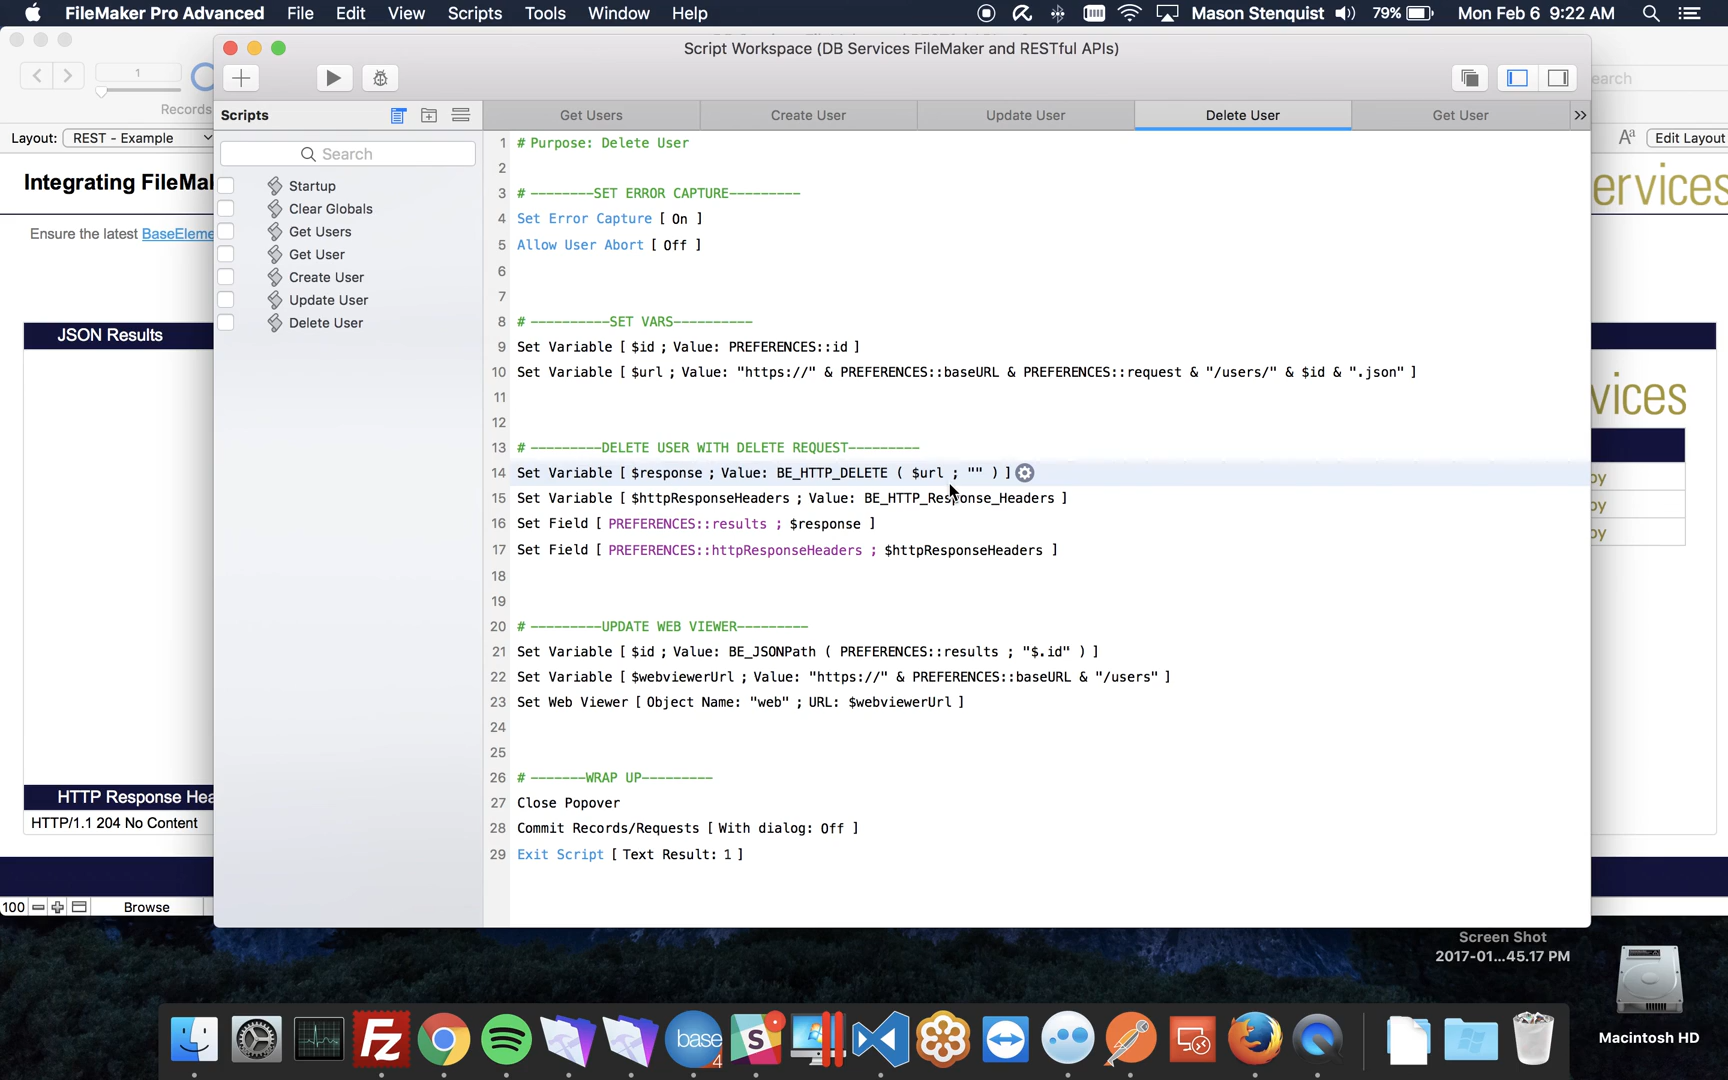 FileMaker Pro Advanced File Edit View Scripts Tools Window Help
Mason Stenquist 79% Mon Feb 6 9:22 AM
Script Workspace (DB Services FileMaker and RESTful APIs)
1
Records
earch
Layout: REST - Example
Aª Edit Layout
Integrating FileMa
ervices
Ensure the latest BaseEleme
JSON Results
vices
by
by
by
HTTP Response Hea
HTTP/1.1 204 No Content
100 Browse
Scripts
Search
Startup
Clear Globals
Get Users
Get User
Create User
Update User
Delete User
Get Users Create User Update User Delete User Get User >>
1 # Purpose: Delete User
2
3 # --------SET ERROR CAPTURE---------
4 Set Error Capture [ On ]
5 Allow User Abort [ Off ]
6
7
8 # ----------SET VARS----------
9 Set Variable [ $id ; Value: PREFERENCES::id ]
10 Set Variable [ $url ; Value: "https://" & PREFERENCES::baseURL & PREFERENCES::request & "/users/" & $id & ".json" ]
11
12
13 # ---------DELETE USER WITH DELETE REQUEST---------
14 Set Variable [ $response ; Value: BE_HTTP_DELETE ( $url ; "" ) ]
15 Set Variable [ $httpResponseHeaders ; Value: BE_HTTP_Response_Headers ]
16 Set Field [ PREFERENCES::results ; $response ]
17 Set Field [ PREFERENCES::httpResponseHeaders ; $httpResponseHeaders ]
18
19
20 # ---------UPDATE WEB VIEWER---------
21 Set Variable [ $id ; Value: BE_JSONPath ( PREFERENCES::results ; "$.id" ) ]
22 Set Variable [ $webviewerUrl ; Value: "https://" & PREFERENCES::baseURL & "/users" ]
23 Set Web Viewer [ Object Name: "web" ; URL: $webviewerUrl ]
24
25
26 # -------WRAP UP---------
27 Close Popover
28 Commit Records/Requests [ With dialog: Off ]
29 Exit Script [ Text Result: 1 ]
Screen Shot
2017-01...45.17 PM
Macintosh HD
Fz
base
4
S